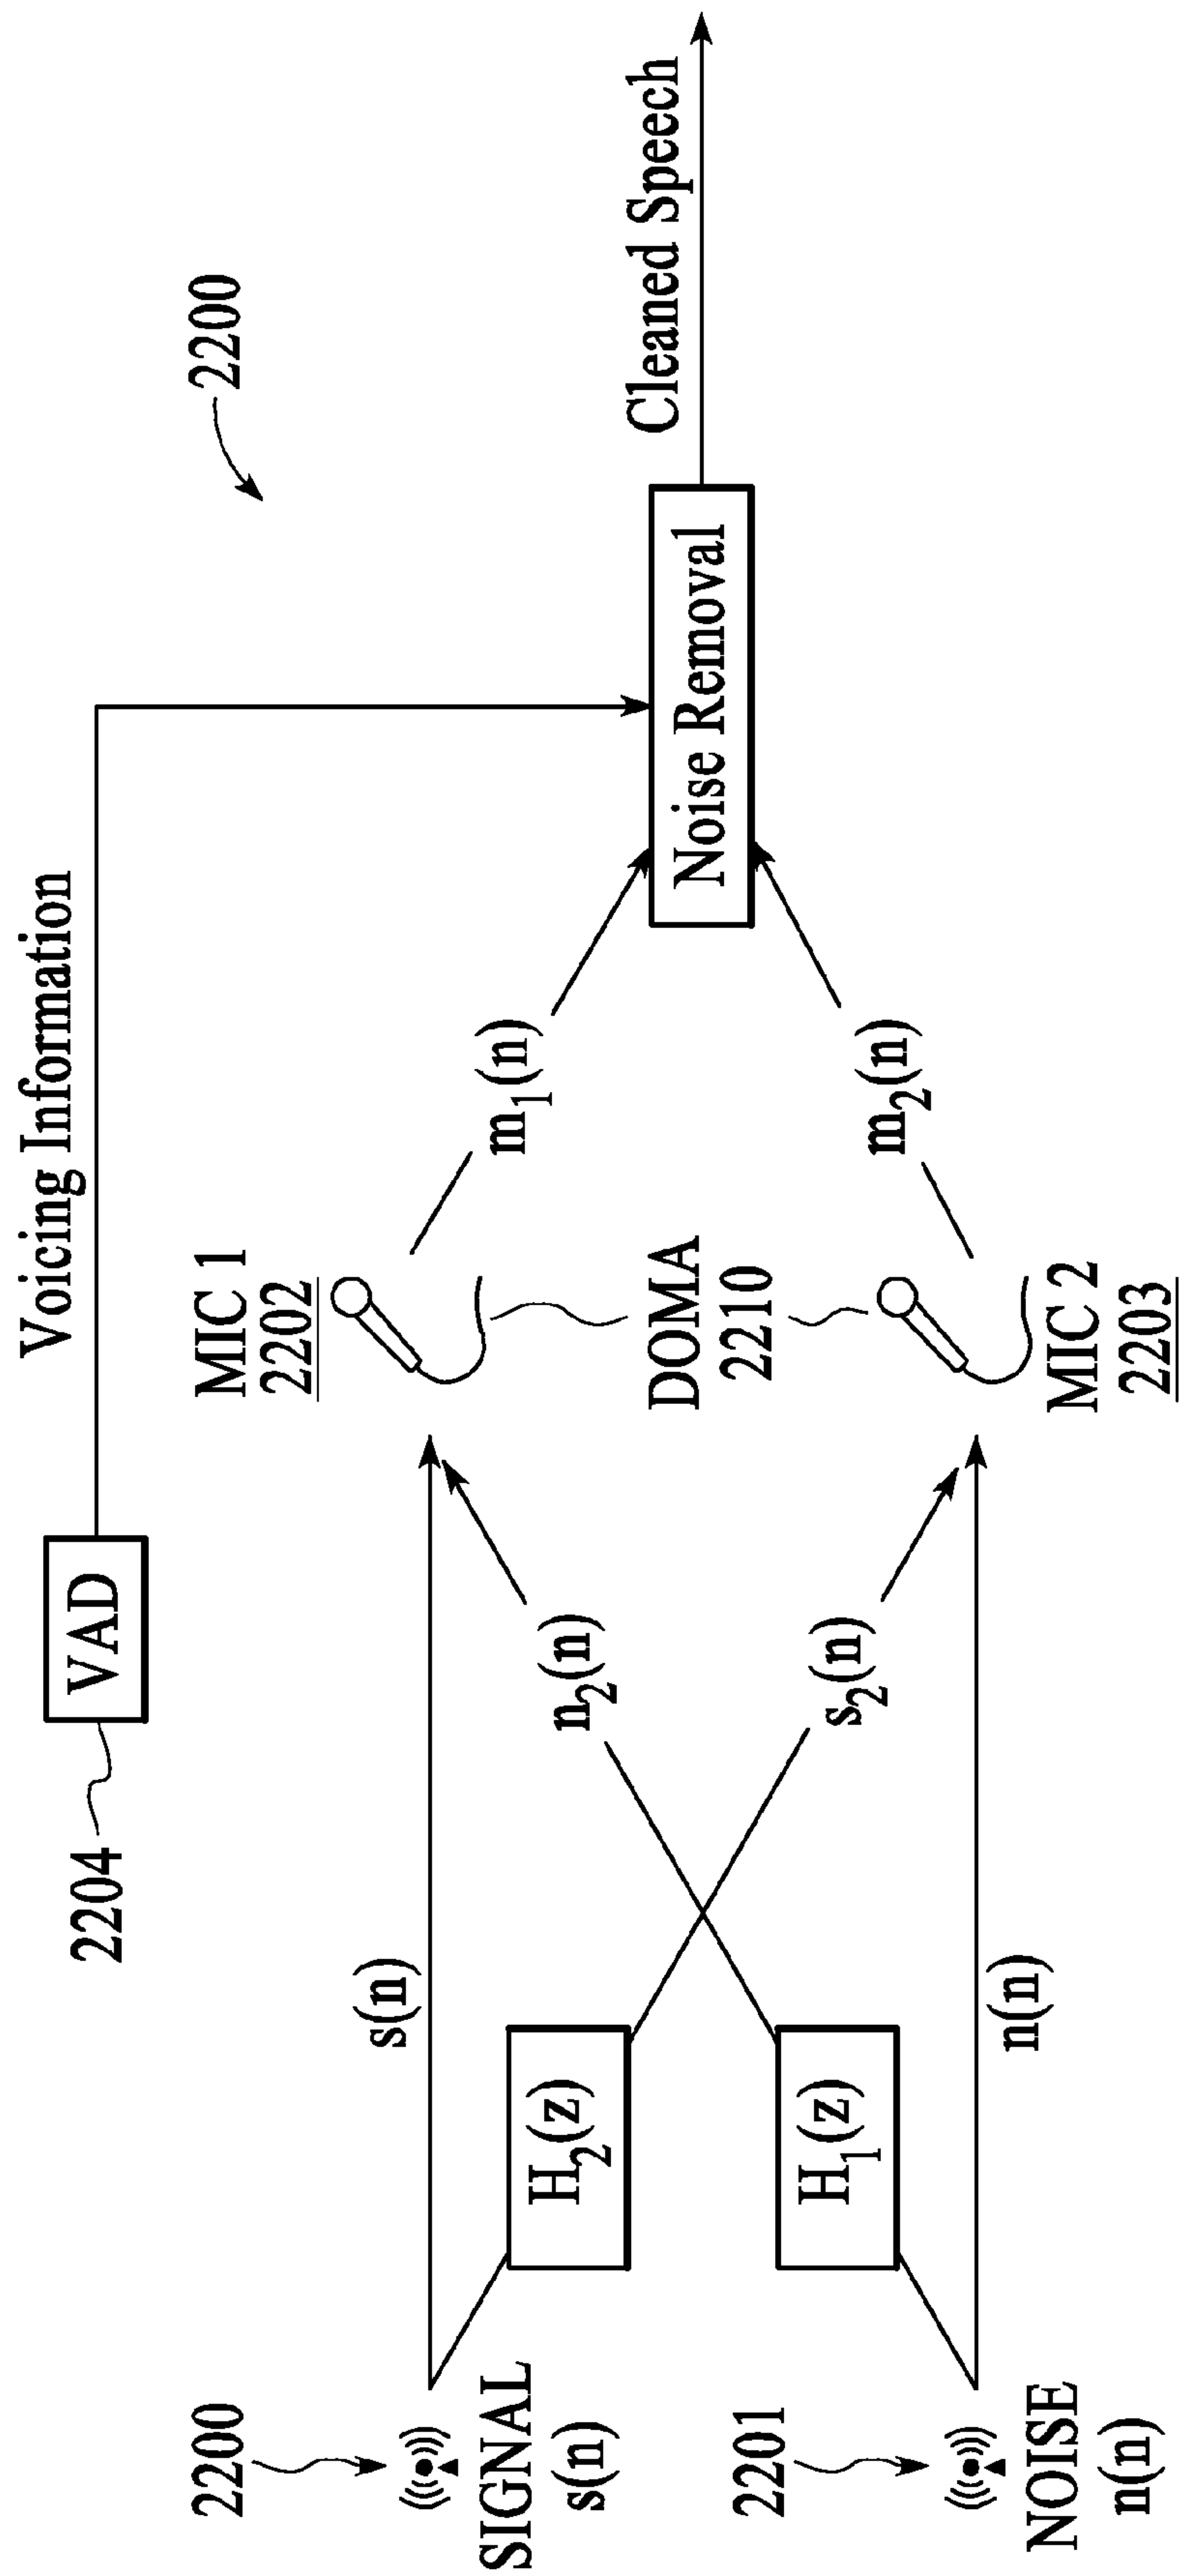 Voicing Information
2204
VAD
2200
MIC 1
2202
2200
SIGNAL
s(n)
s(n)
H2(z)
n2(n)
m1(n)
DOMA
2210
Noise Removal
Cleaned Speech
2201
NOISE
n(n)
H1(z)
s2(n)
m2(n)
n(n)
MIC 2
2203